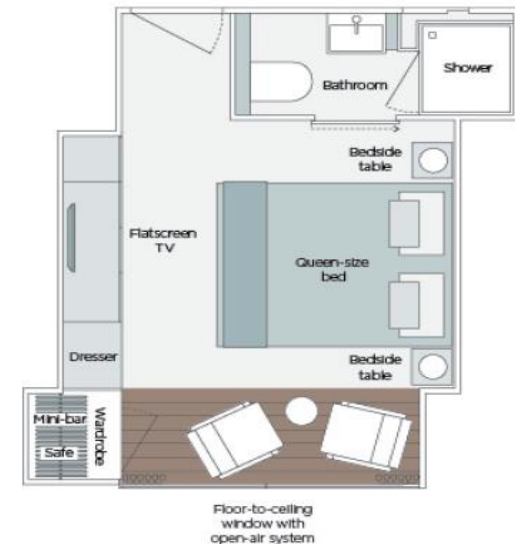 Shower
Bathroom
Bedside
table
Flatscreen
TV
Queen-size
bed
Dresser
Bedside
table
Mini-bar
Safe
Wardrobe
Floor-to-ceiling
window with
open-air system